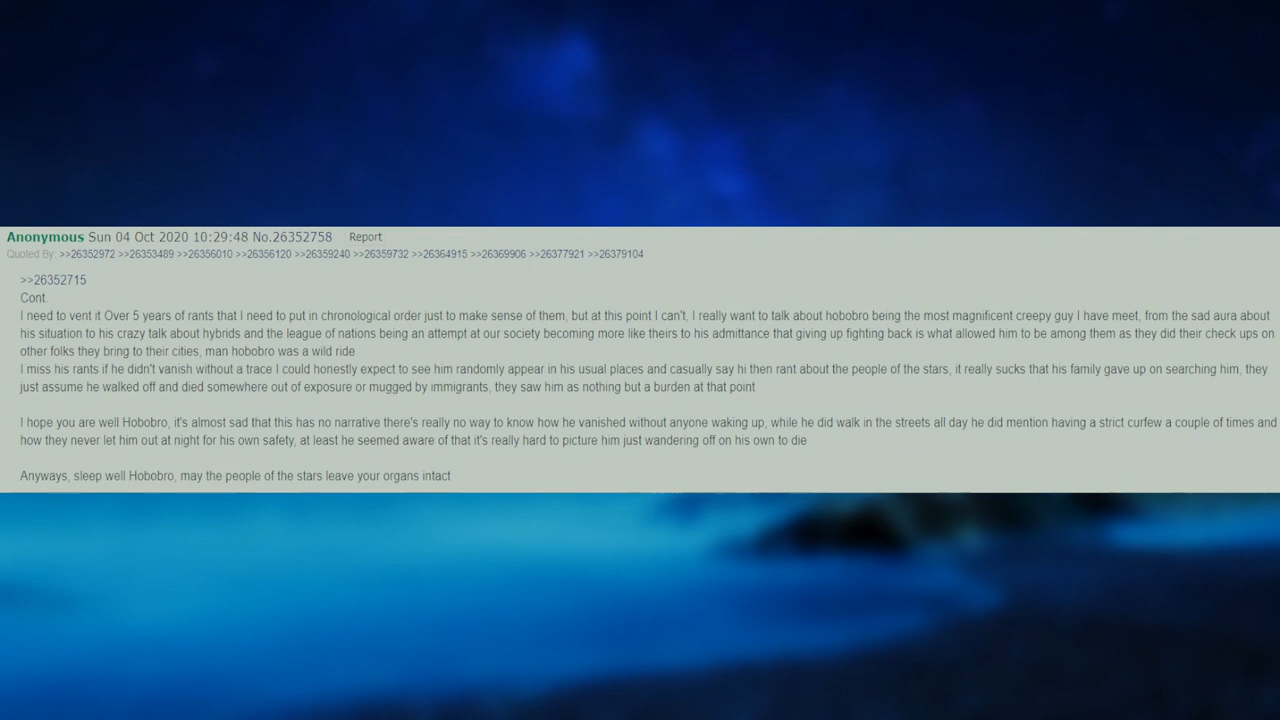 Anonymous Sun 04 Oct 2020 10:29:48 No.26352758 Report
Quoted By: >>26352972 >>26353489 >>26356010 >>26356120 >>26359240 >>26359732 >>26364915 >>26369906 >>26377921 >>26379104
>>26352715
Cont.
I need to vent it Over 5 years of rants that I need to put in chronological order just to make sense of them, but at this point I can't, I really want to talk about hobobro being the most magnificent creepy guy I have meet, from the sad aura about
his situation to his crazy talk about hybrids and the league of nations being an attempt at our society becoming more like theirs to his admittance that giving up fighting back is what allowed him to be among them as they did their check ups on
other folks they bring to their cities, man hobobro was a wild ride
I miss his rants if he didn't vanish without a trace I could honestly expect to see him randomly appear in his usual places and casually say hi then rant about the people of the stars, it really sucks that his family gave up on searching him, they
just assume he walked off and died somewhere out of exposure or mugged by immigrants, they saw him as nothing but a burden at that point
I hope you are well Hobobro, it's almost sad that this has no narrative there's really no way to know how he vanished without anyone waking up, while he did walk in the streets all day he did mention having a strict curfew a couple of times and
how they never let him out at night for his own safety, at least he seemed aware of that it's really hard to picture him just wandering off on his own to die
Anyways, sleep well Hobobro, may the people of the stars leave your organs intact